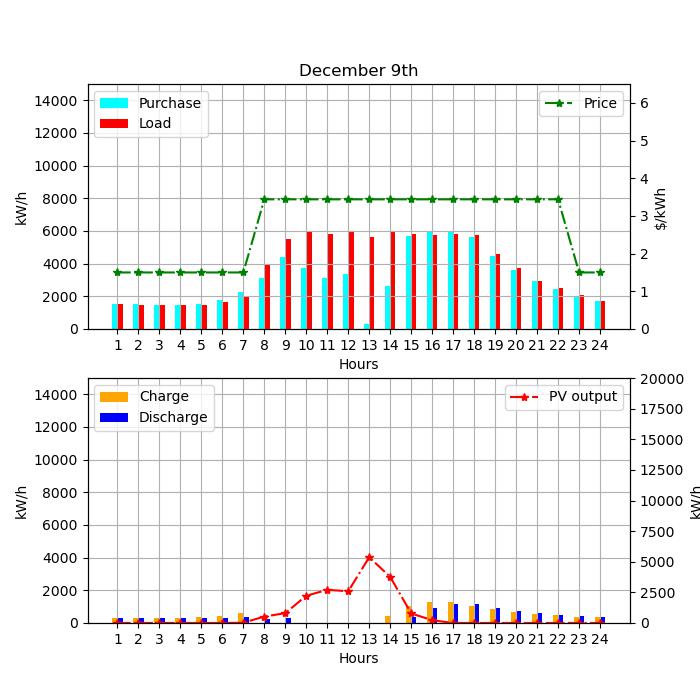 December 9th
Purchase
Load
Price
14000
12000
10000
8000
6000
4000
2000
0
kW/h
6
5
4
3
2
1
0
$/kWh
1 2 3 4 5 6 7 8 9 10 11 12 13 14 15 16 17 18 19 20 21 22 23 24
Hours
Charge
Discharge
PV output
14000
12000
10000
8000
6000
4000
2000
0
kW/h
20000
17500
15000
12500
10000
7500
5000
2500
0
kW/h
1 2 3 4 5 6 7 8 9 10 11 12 13 14 15 16 17 18 19 20 21 22 23 24
Hours